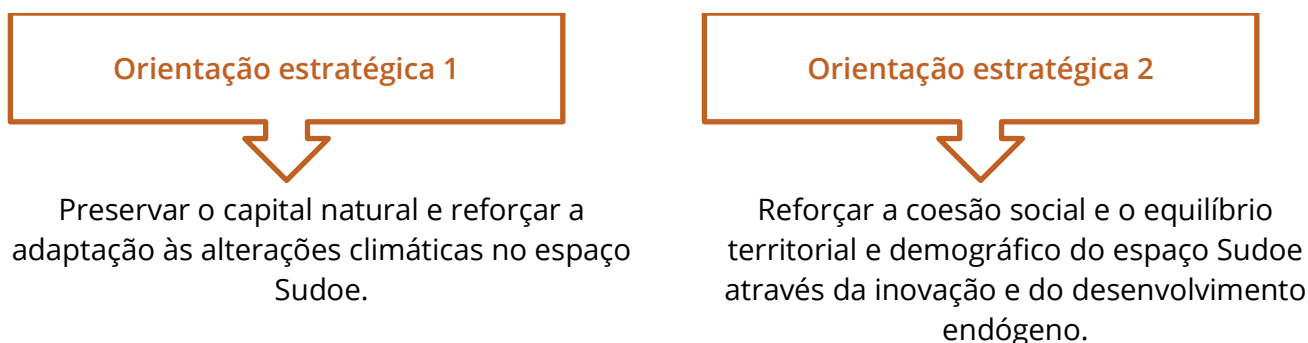 Orientação estratégica 1
Preservar o capital natural e reforçar a
adaptação às alterações climáticas no espaço
Sudoe.
Orientação estratégica 2
Reforçar a coesão social e o equilíbrio
territorial e demográfico do espaço Sudoe
através da inovação e do desenvolvimento
endógeno.